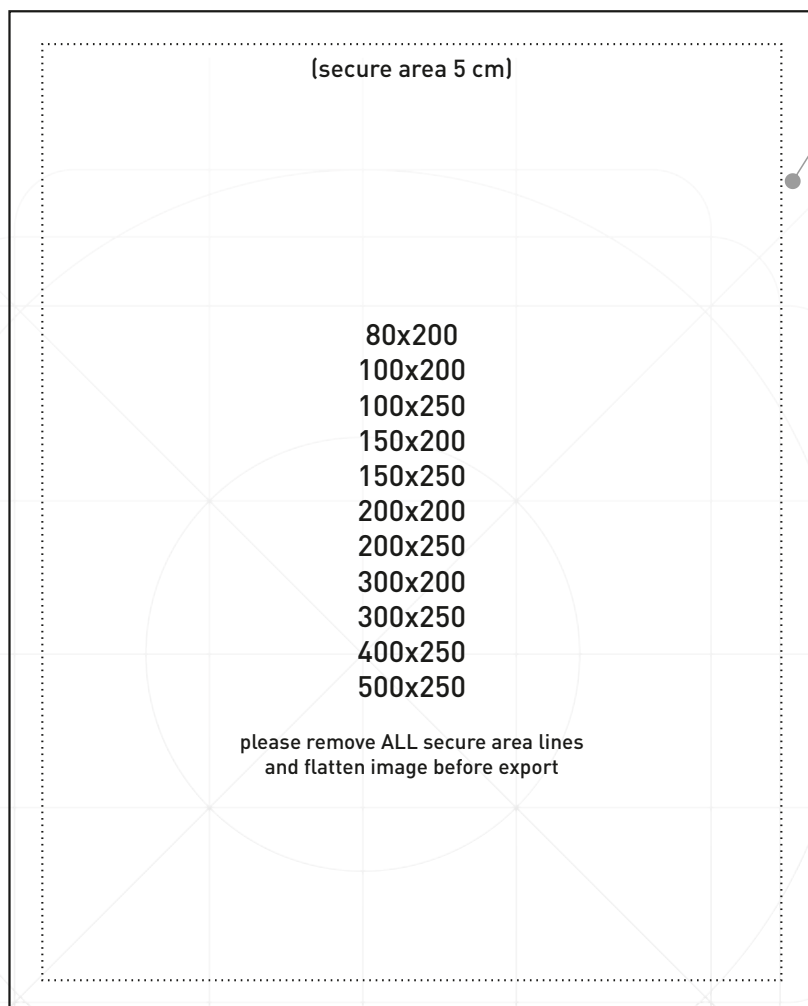 (secure area 5 cm)
80x200
100x200
100x250
150x200
150x250
200x200
200x250
300x200
300x250
400x250
500x250
please remove ALL secure area lines
and flatten image before export